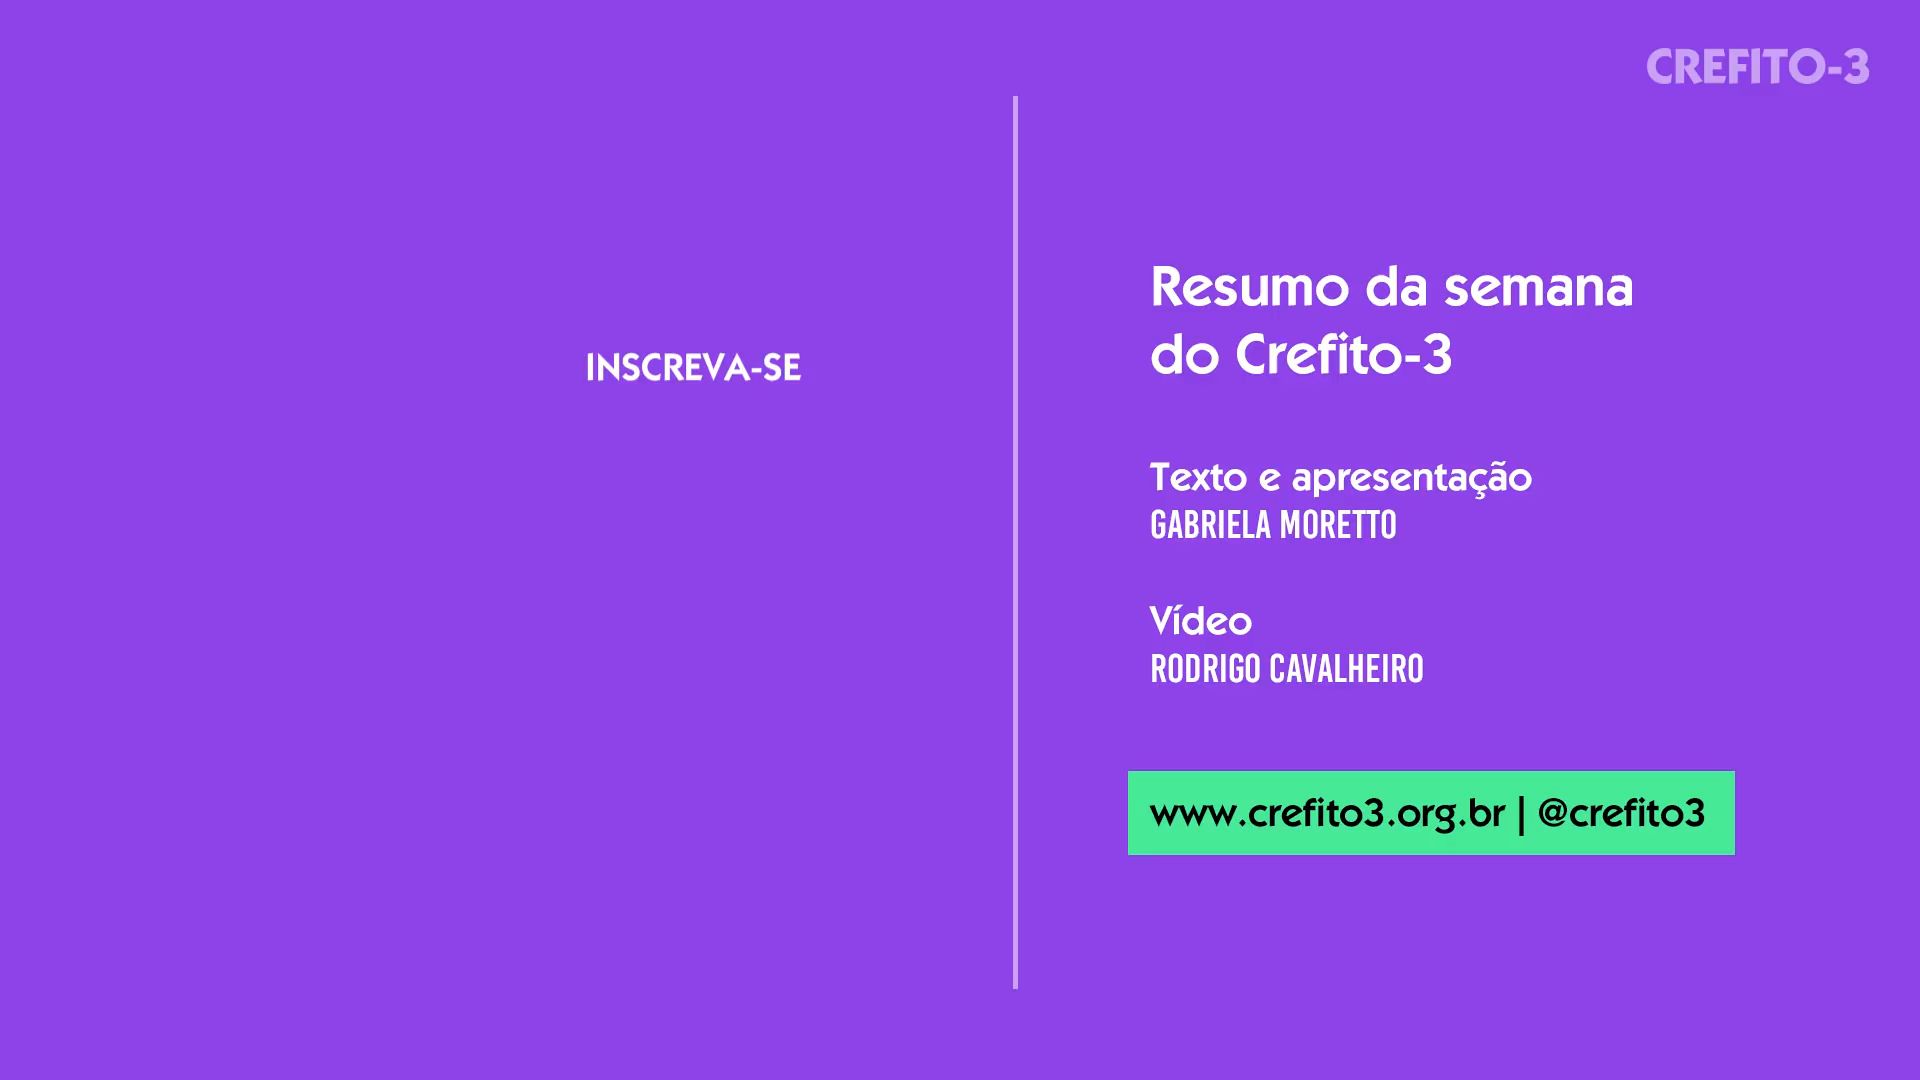 CREFITO-3
INSCREVA-SE
Resumo da semana
do Crefito-3
Texto e apresentação
GABRIELA MORETTO
Vídeo
RODRIGO CAVALHEIRO
www.crefito3.org.br | @crefito3